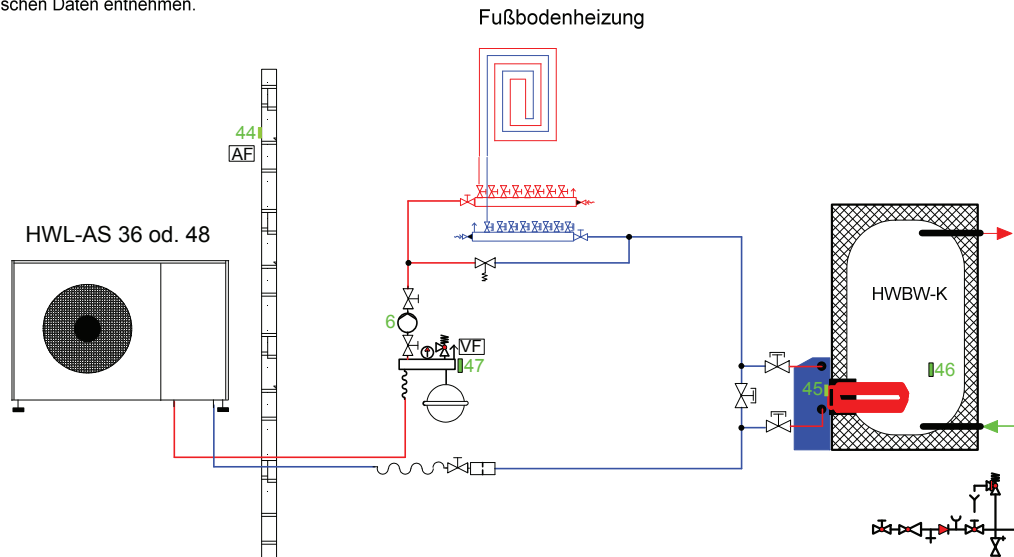 schen Daten entnehmen.
Fußbodenheizung
44
AF
HWL-AS 36 od. 48
HWBW-K
6
VF
47
46
45